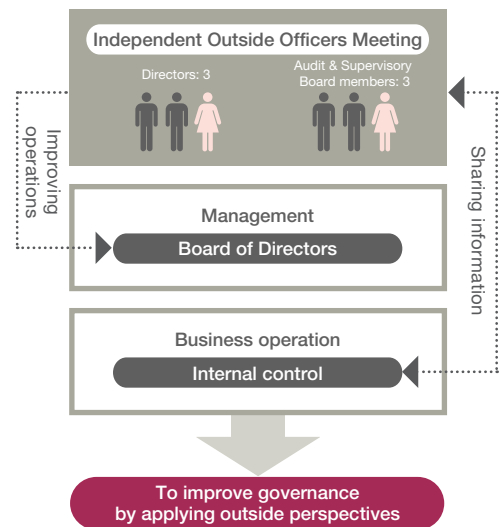 Independent Outside Officers Meeting
Directors: 3
Audit & Supervisory
Board members: 3
Improving
operations
Sharing information
Management
Board of Directors
Business operation
Internal control
To improve governance
by applying outside perspectives